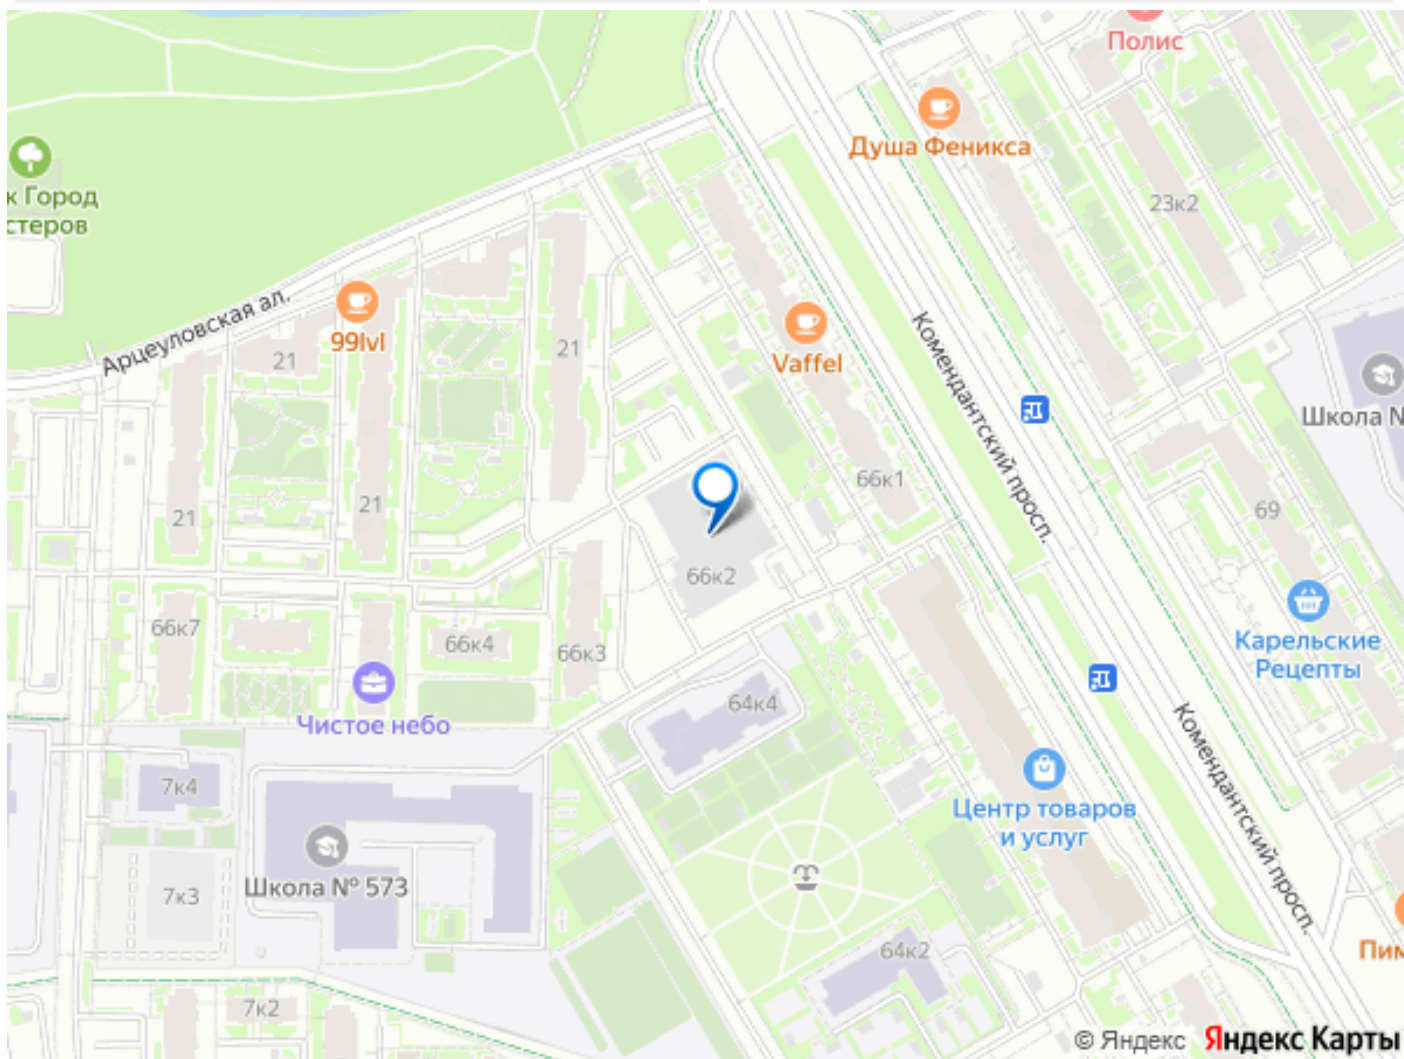 Полис
Душа Феникса
к Город
стеров
23к2
Арцеуловская ал.
99lvl
21
21
Vaffel
Комендантский просп.
Школа №
66к1
21
21
69
66к2
66к7
66к4
66к3
Карельские
Рецепты
Чистое небо
64к4
Комендантский просп.
7к4
Центр товаров
и услуг
Школа № 573
7к3
64к2
Пим
7к2
© Яндекс Яндекс Карты